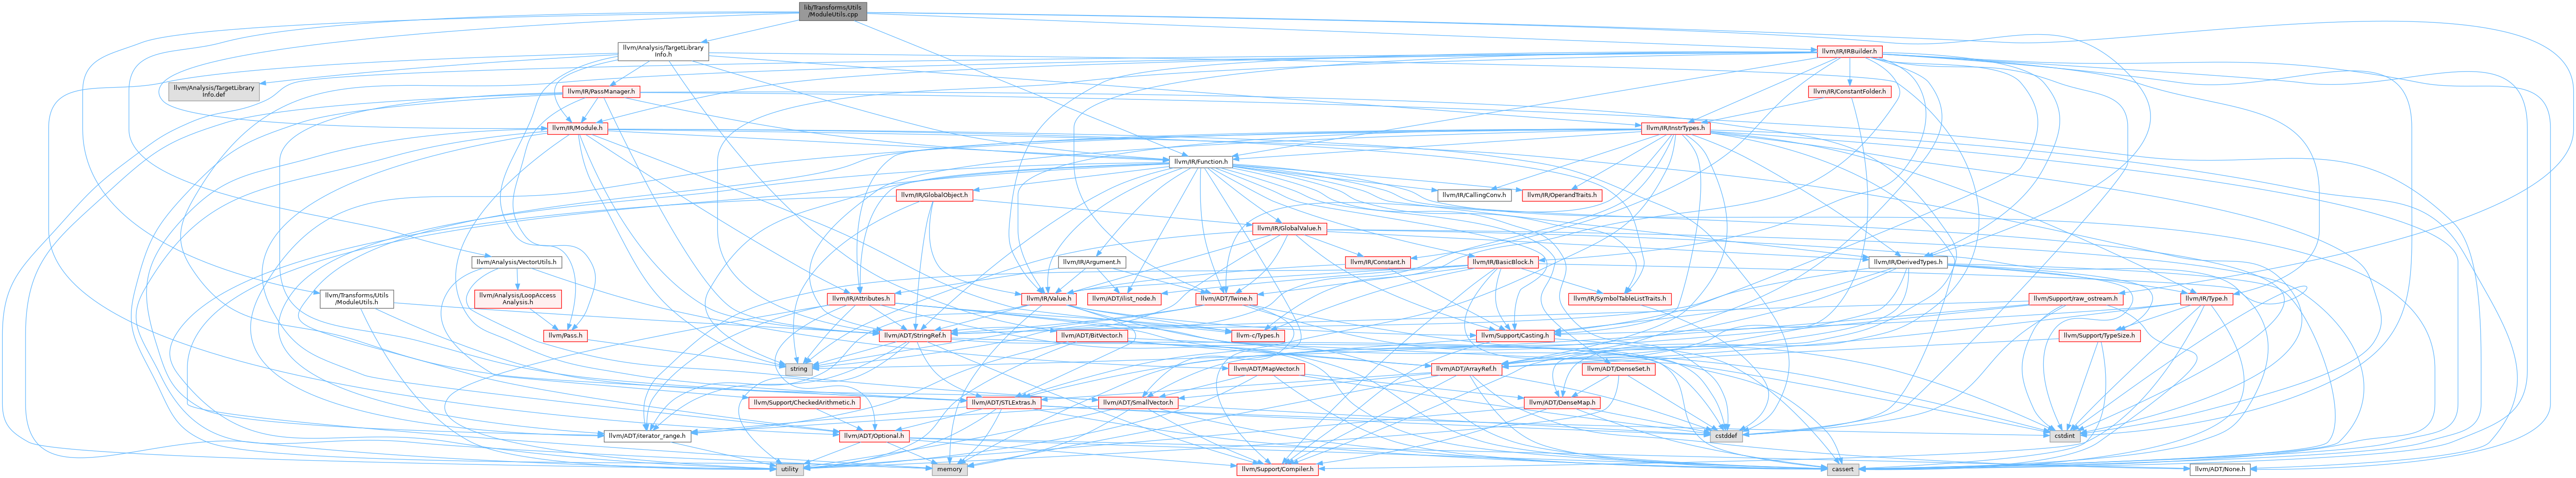 lib/Transforms/Utils
/ModuleUtils.cpp
llvm/Analysis/TargetLibrary
Info.h
llvm/IR/IRBuilder.h
llvm/Analysis/TargetLibrary
Info.def
llvm/IR/PassManager.h
llvm/IR/ConstantFolder.h
llvm/IR/Module.h
llvm/IR/InstrTypes.h
llvm/IR/Function.h
llvm/IR/GlobalObject.h
llvm/IR/CallingConv.h
llvm/IR/OperandTraits.h
llvm/IR/GlobalValue.h
llvm/Analysis/VectorUtils.h
llvm/IR/Argument.h
llvm/IR/Constant.h
llvm/IR/BasicBlock.h
llvm/IR/DerivedTypes.h
llvm/Transforms/Utils
/ModuleUtils.h
llvm/Analysis/LoopAccess
Analysis.h
llvm/IR/Attributes.h
llvm/IR/Value.h
llvm/ADT/ilist_node.h
llvm/ADT/Twine.h
llvm/IR/SymbolTableListTraits.h
llvm/Support/raw_ostream.h
llvm/IR/Type.h
llvm/Pass.h
llvm/ADT/StringRef.h
llvm/ADT/BitVector.h
llvm-c/Types.h
llvm/Support/Casting.h
llvm/Support/TypeSize.h
string
llvm/ADT/MapVector.h
llvm/ADT/ArrayRef.h
llvm/ADT/DenseSet.h
llvm/Support/CheckedArithmetic.h
llvm/ADT/STLExtras.h
llvm/ADT/SmallVector.h
llvm/ADT/DenseMap.h
llvm/ADT/iterator_range.h
llvm/ADT/Optional.h
cstddef
cstdint
utility
memory
llvm/Support/Compiler.h
cassert
llvm/ADT/None.h